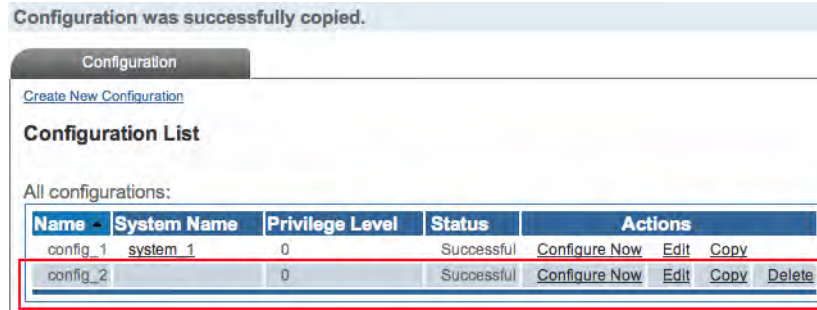 Configuration was successfully copied.
Configuration
Create New Configuration
Configuration List
All configurations:
Name System Name Privilege Level Status Actions
config_1 system_1 0 Successful Configure Now Edit Copy
config_2 0 Successful Configure Now Edit Copy Delete